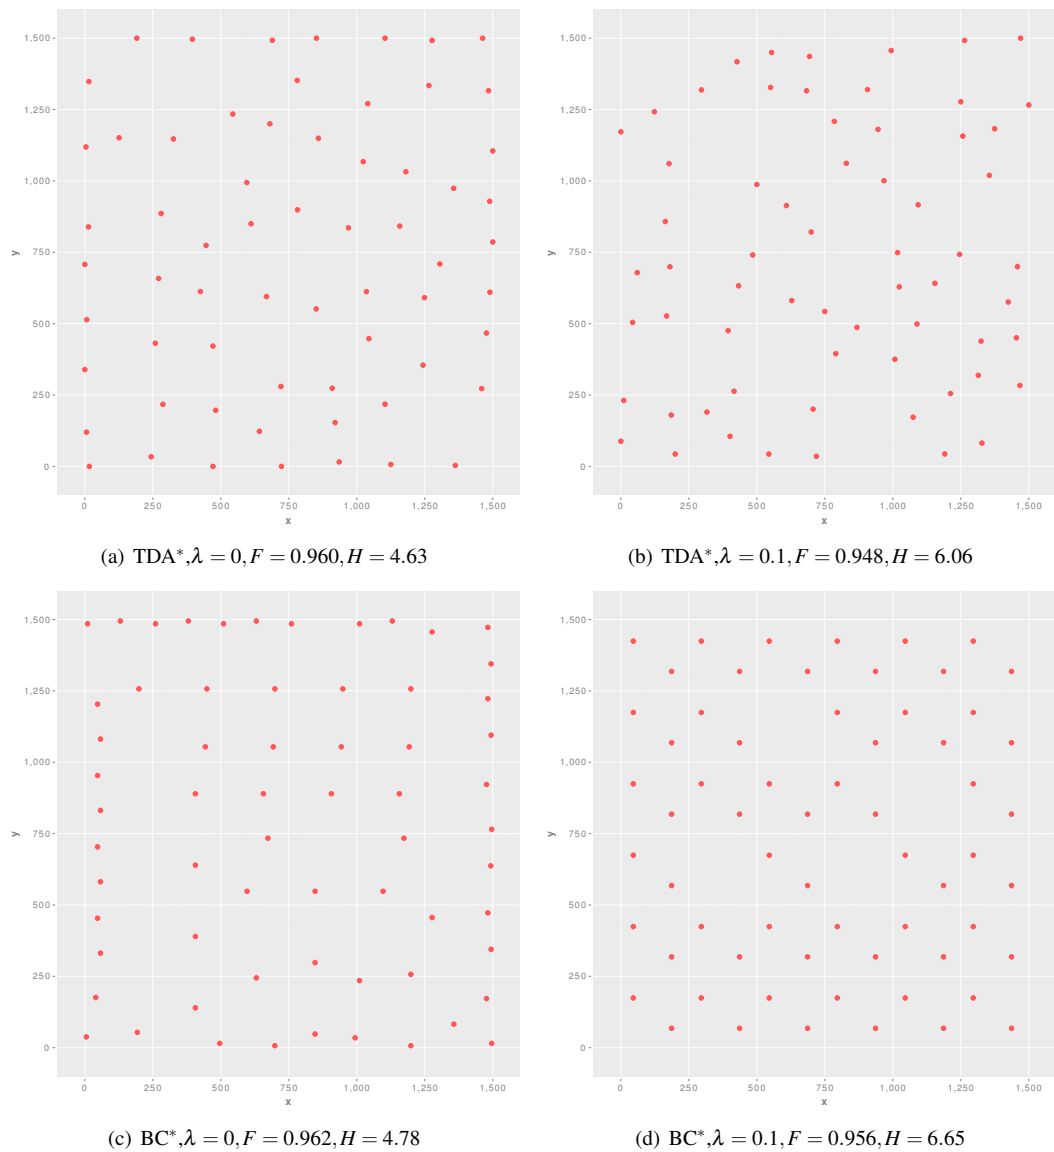 1,500
1,250
1,000
750
500
250
0
y
0 250 500 750 1,000 1,250 1,500
x
(a) TDA*,λ = 0,F = 0.960,H = 4.63
1,500
1,250
1,000
750
500
250
0
y
0 250 500 750 1,000 1,250 1,500
x
(b) TDA*,λ = 0.1,F = 0.948,H = 6.06
1,500
1,250
1,000
750
500
250
0
y
0 250 500 750 1,000 1,250 1,500
x
(c) BC*,λ = 0,F = 0.962,H = 4.78
1,500
1,250
1,000
750
500
250
0
y
0 250 500 750 1,000 1,250 1,500
x
(d) BC*,λ = 0.1,F = 0.956,H = 6.65